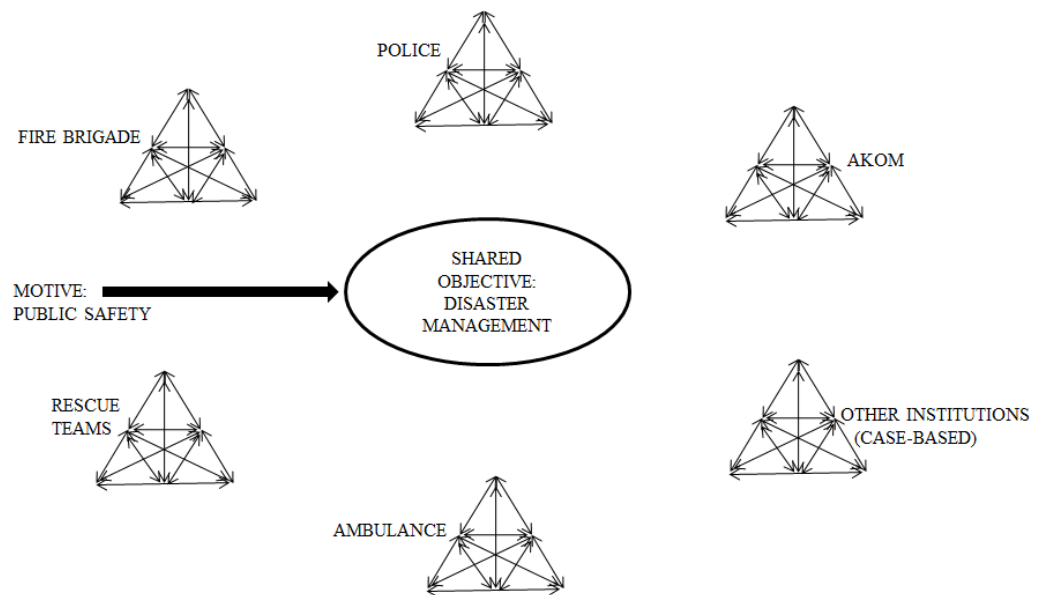 POLICE
FIRE BRIGADE
AKOM
SHARED
OBJECTIVE:
DISASTER
MANAGEMENT
MOTIVE:
PUBLIC SAFETY
RESCUE
TEAMS
OTHER INSTITUTIONS
(CASE-BASED)
AMBULANCE